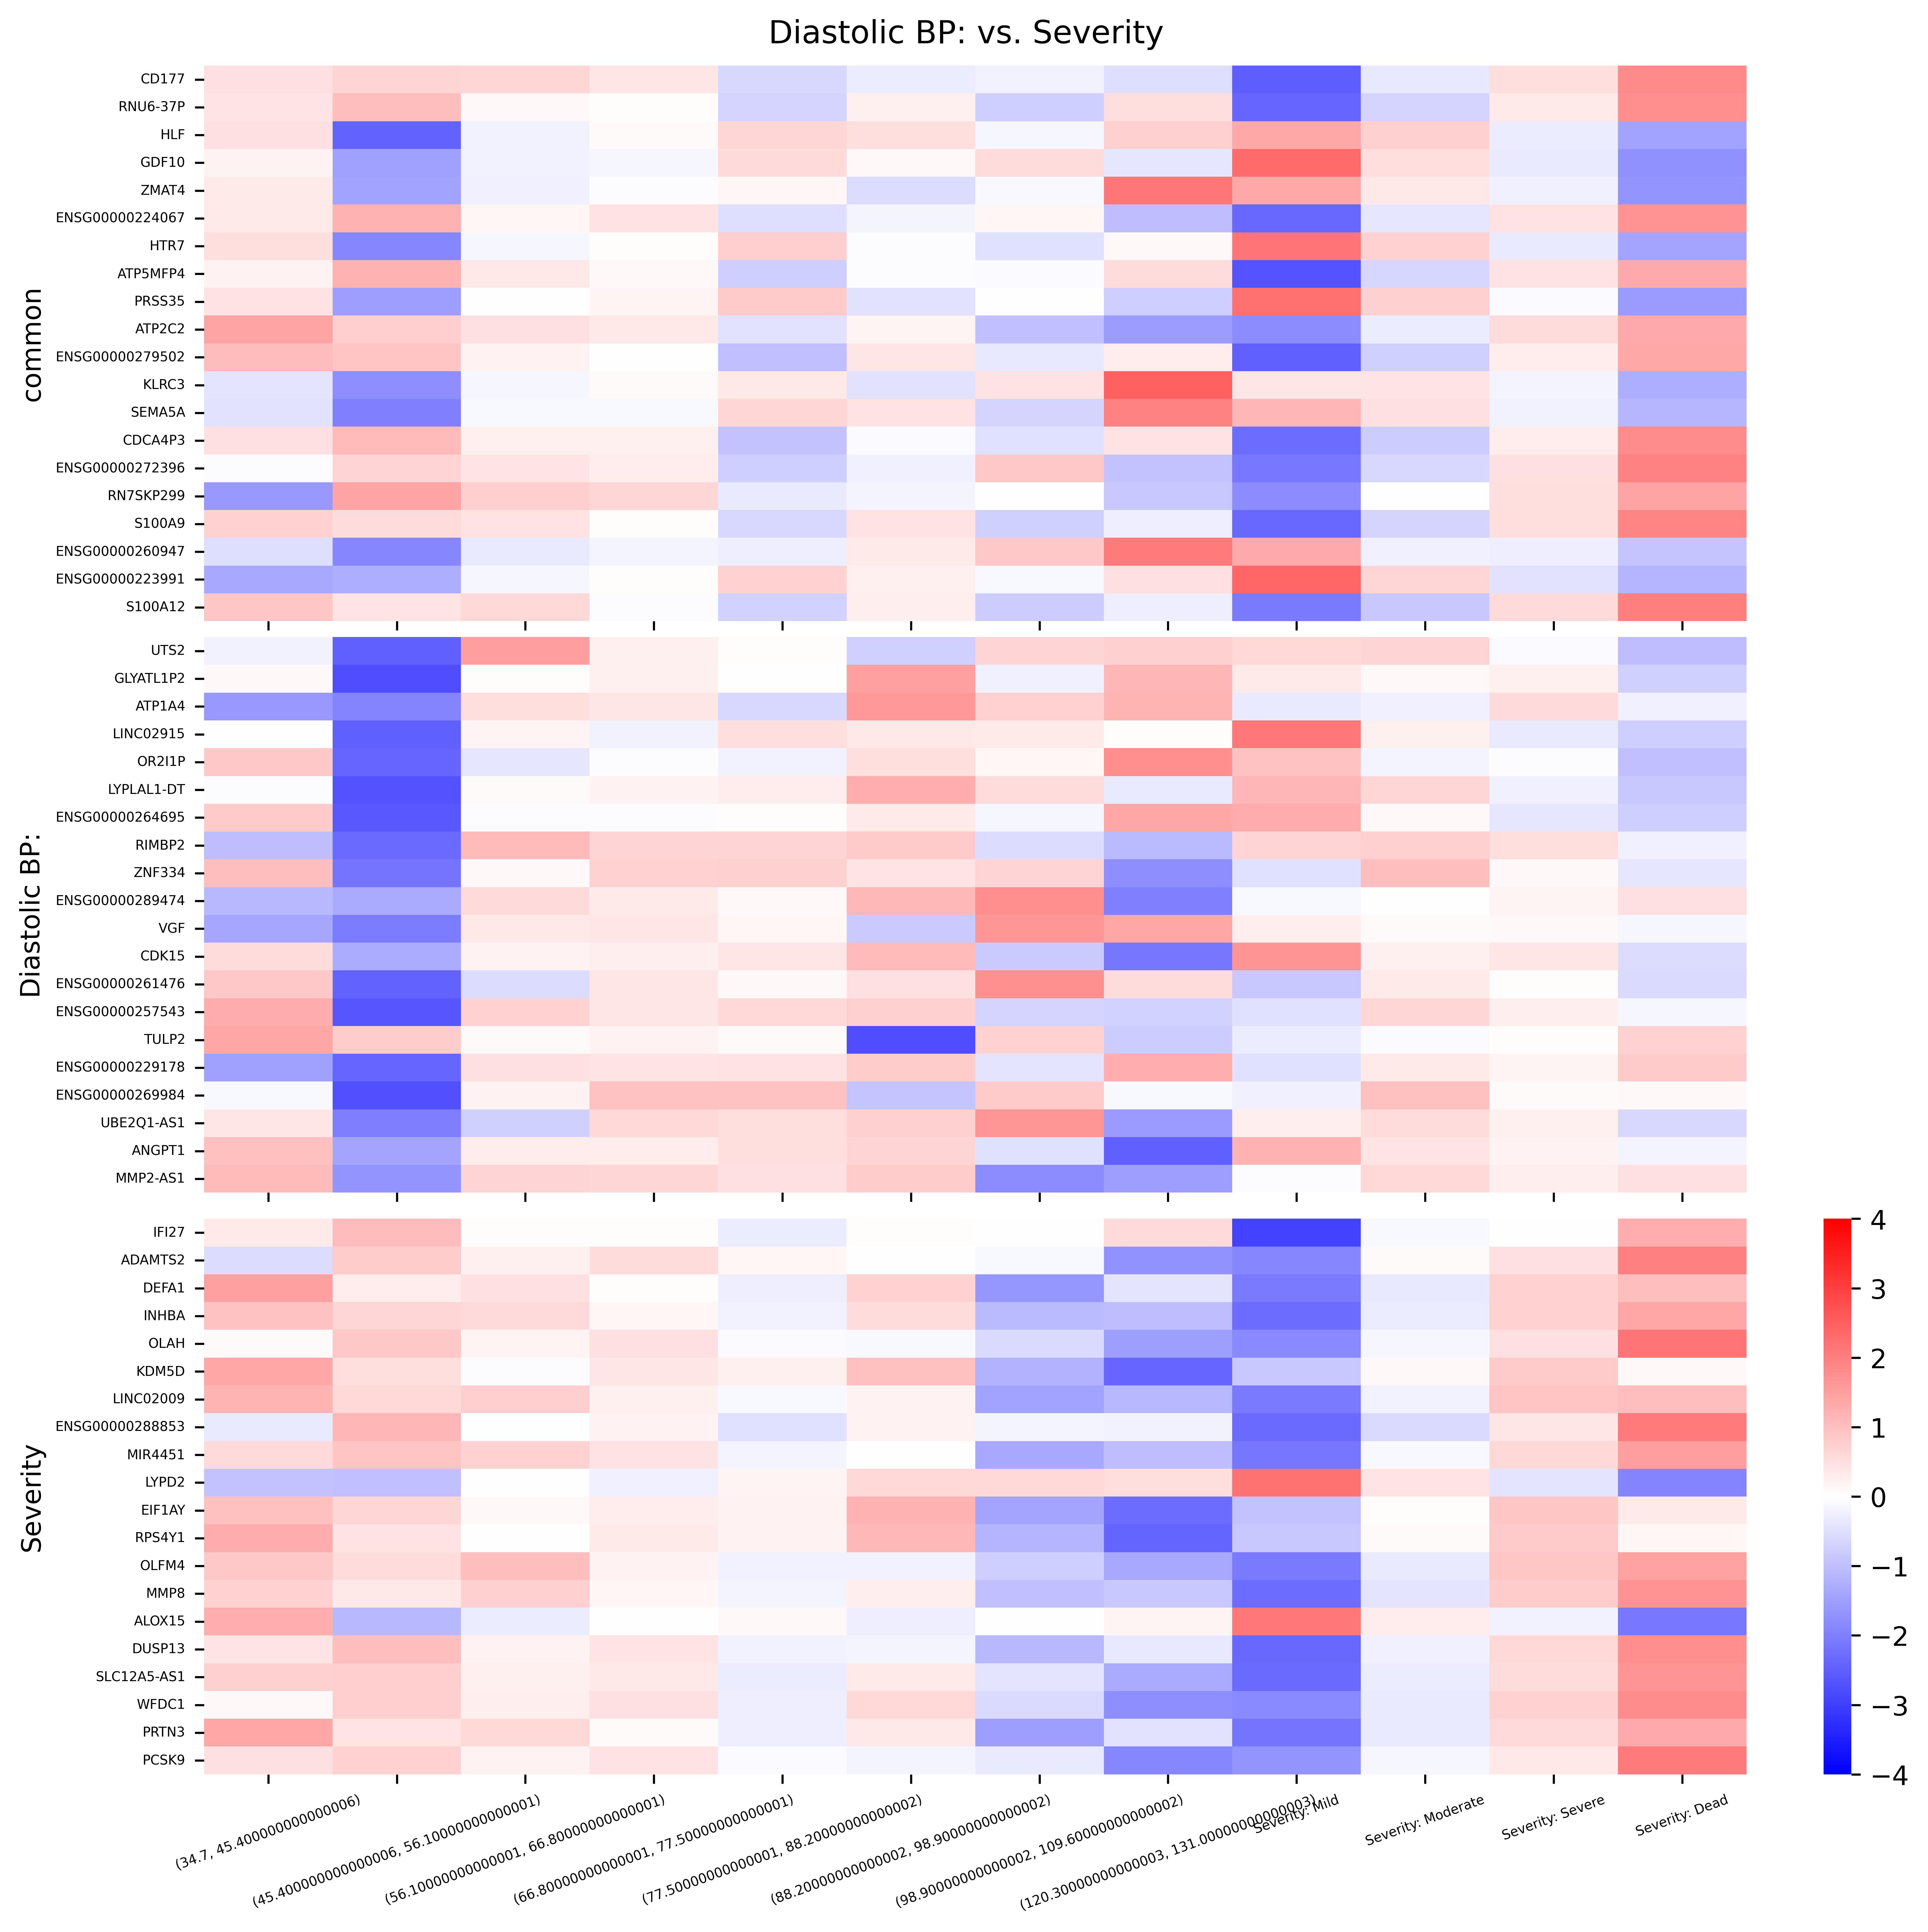 Diastolic BP: vs. Severity
common
CD177
RNU6-37P
HLF
GDF10
ZMAT4
ENSG00000224067
HTR7
ATP5MFP4
PRSS35
ATP2C2
ENSG00000279502
KLRC3
SEMA5A
CDCA4P3
ENSG00000272396
RN7SKP299
S100A9
ENSG00000260947
ENSG00000223991
S100A12
Diastolic BP:
UTS2
GLYATL1P2
ATP1A4
LINC02915
OR2I1P
LYPLAL1-DT
ENSG00000264695
RIMBP2
ZNF334
ENSG00000289474
VGF
CDK15
ENSG00000261476
ENSG00000257543
TULP2
ENSG00000229178
ENSG00000269984
UBE2Q1-AS1
ANGPT1
MMP2-AS1
Severity
IFI27
ADAMTS2
DEFA1
INHBA
OLAH
KDM5D
LINC02009
ENSG00000288853
MIR4451
LYPD2
EIF1AY
RPS4Y1
OLFM4
MMP8
ALOX15
DUSP13
SLC12A5-AS1
WFDC1
PRTN3
PCSK9
4
3
2
1
0
−1
−2
−3
−4
(34.7, 45.400000000000006)
(45.400000000000006, 56.100000000000001)
(56.100000000000001, 66.800000000000001)
(66.800000000000001, 77.500000000000001)
(77.500000000000001, 88.200000000000002)
(88.200000000000002, 98.900000000000002)
(98.900000000000002, 109.600000000000002)
(120.300000000000003, 131.000000000000003)
Severity: Mild
Severity: Moderate
Severity: Severe
Severity: Dead